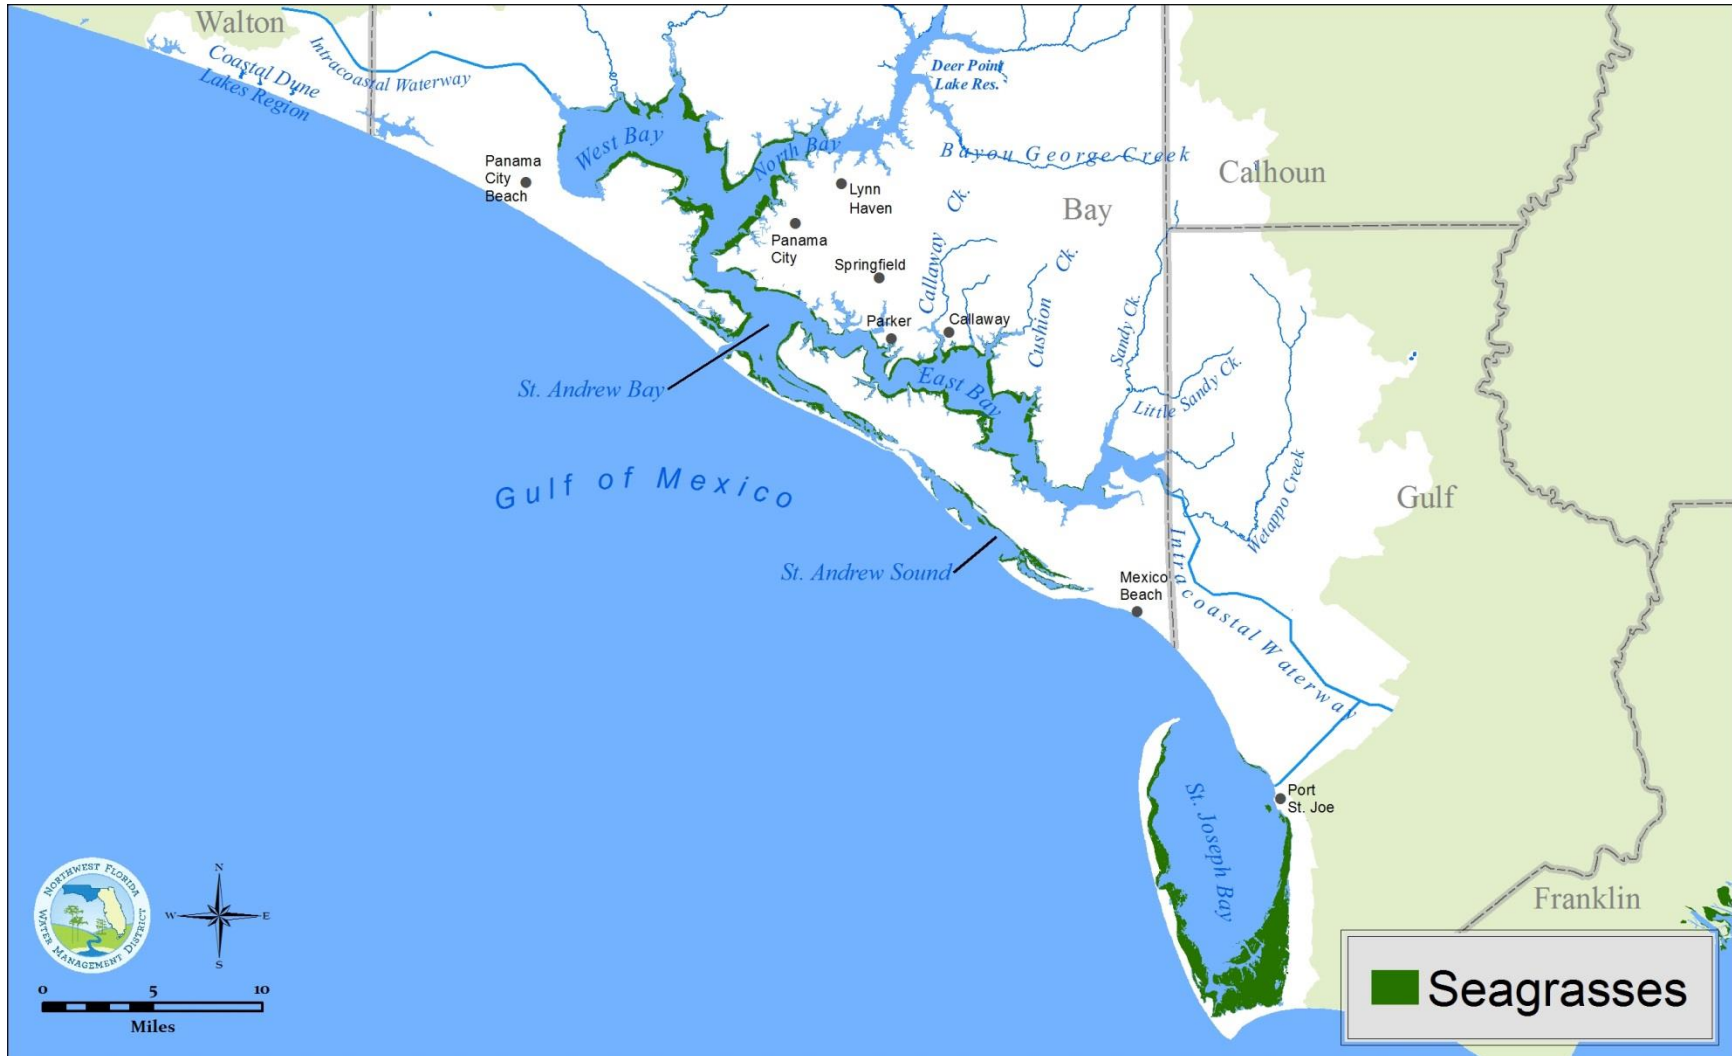 Walton
Coastal Dune
Lakes Region
Intracoastal Waterway
Deer Point
Lake Res.
West Bay
North Bay
Bayou George Creek
Calhoun
Panama
City
Beach
Lynn
Haven
Bay
Callaway Ck.
Panama
City
Springfield
Cushion Ck.
Sandy Ck.
Parker
Callaway
St. Andrew Bay
East Bay
Little Sandy Ck.
Gulf of Mexico
Wetappo Creek
Gulf
St. Andrew Sound
Mexico
Beach
Intracoastal Waterway
St. Joseph Bay
Port
St. Joe
Franklin
NORTHWEST FLORIDA
WATER MANAGEMENT DISTRICT
N
W
E
S
0 5 10
Miles
Seagrasses